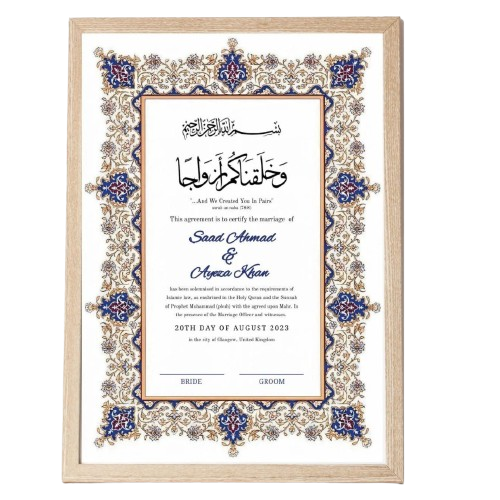 بسم الله الرحمن الرحيم
وَخَلَقْنَاكُمْ أَزْوَاجًا
"...And We Created You In Pairs"
surah an-naba [78:8]
This agreement is to certify the marriage of
Saad Ahmad
&
Ayeza Khan
has been solemnised in accordance to the requirements of
Islamic law, as enshrined in the Holy Quran and the Sunnah
of Prophet Muhammad (pbuh) with the agreed upon Mahr. In
the presence of the Marriage Officer and witnesses.
20TH DAY OF AUGUST 2023
in the city of Glasgow, United Kingdom
BRIDE GROOM